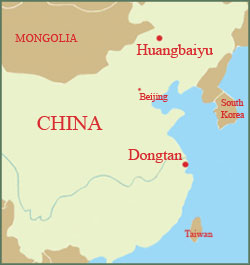 MONGOLIA
Huangbaiyu
Beijing
South
Korea
CHINA
Dongtan
Taiwan